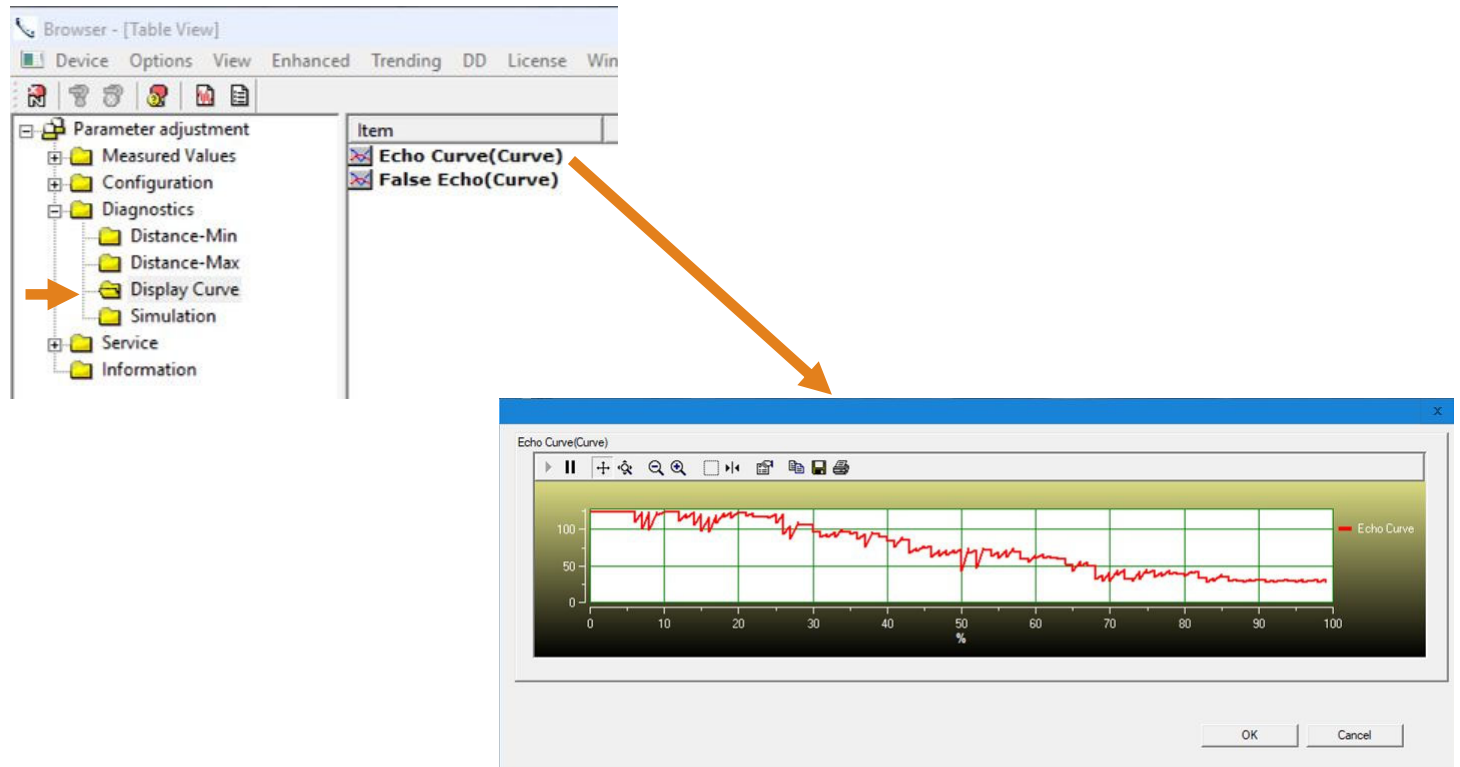 Browser - [Table View]
Device Options View Enhanced Trending DD License Win
Parameter adjustment
Measured Values
Configuration
Diagnostics
Distance-Min
Distance-Max
Display Curve
Simulation
Service
Information
Item
Echo Curve(Curve)
False Echo(Curve)
x
Echo Curve(Curve)
100
50
0
Echo Curve
0 10 20 30 40 50 60 70 80 90 100
%
OK Cancel